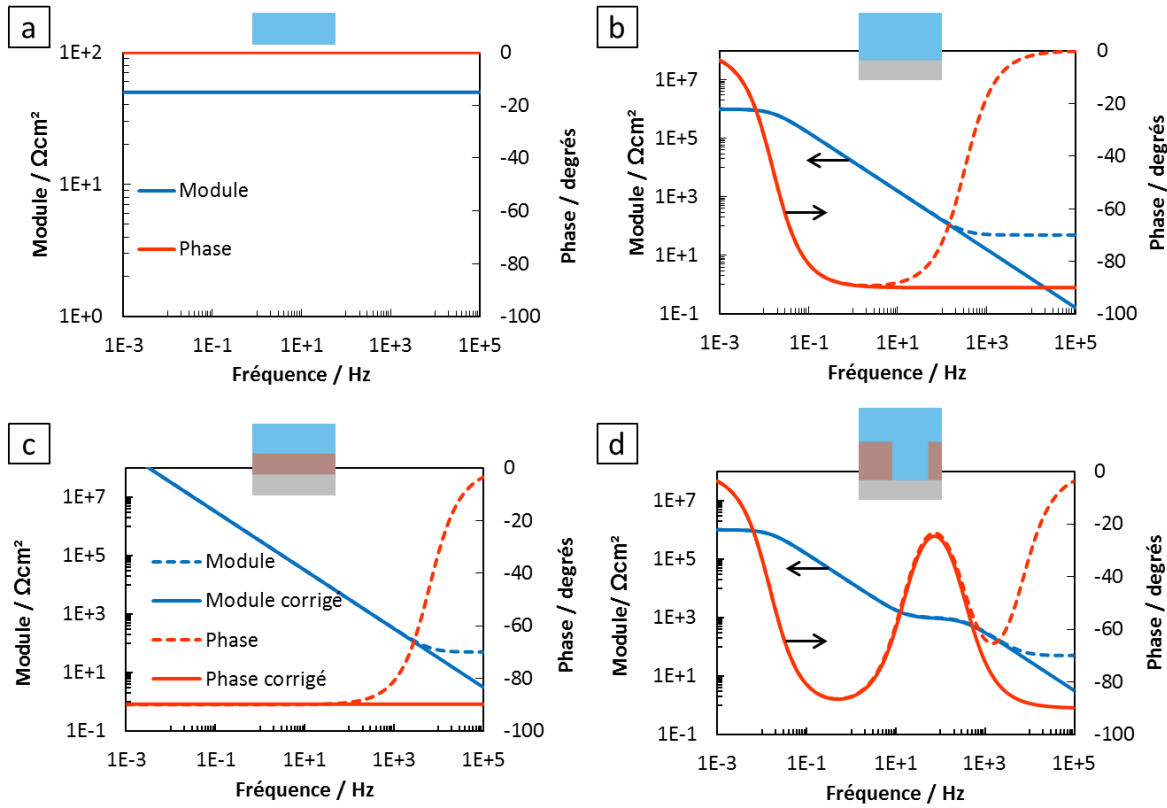 a
1E+2
1E+1
1E+0
Module / Ωcm²
Module
Phase
0
-20
-40
-60
-80
-100
Phase / degrés
1E-3
1E-1
1E+1
1E+3
1E+5
Fréquence / Hz
b
1E+7
1E+5
1E+3
1E+1
1E-1
Module / Ωcm²
0
-20
-40
-60
-80
-100
Phase / degrés
1E-3
1E-1
1E+1
1E+3
1E+5
Fréquence / Hz
c
1E+7
1E+5
1E+3
1E+1
1E-1
Module / Ωcm²
Module
Module corrigé
Phase
Phase corrigé
0
-20
-40
-60
-80
-100
Phase / degrés
1E-3
1E-1
1E+1
1E+3
1E+5
Fréquence / Hz
d
1E+7
1E+5
1E+3
1E+1
1E-1
Module/ Ωcm²
0
-20
-40
-60
-80
-100
Phase / degrés
1E-3
1E-1
1E+1
1E+3
1E+5
Fréquence / Hz